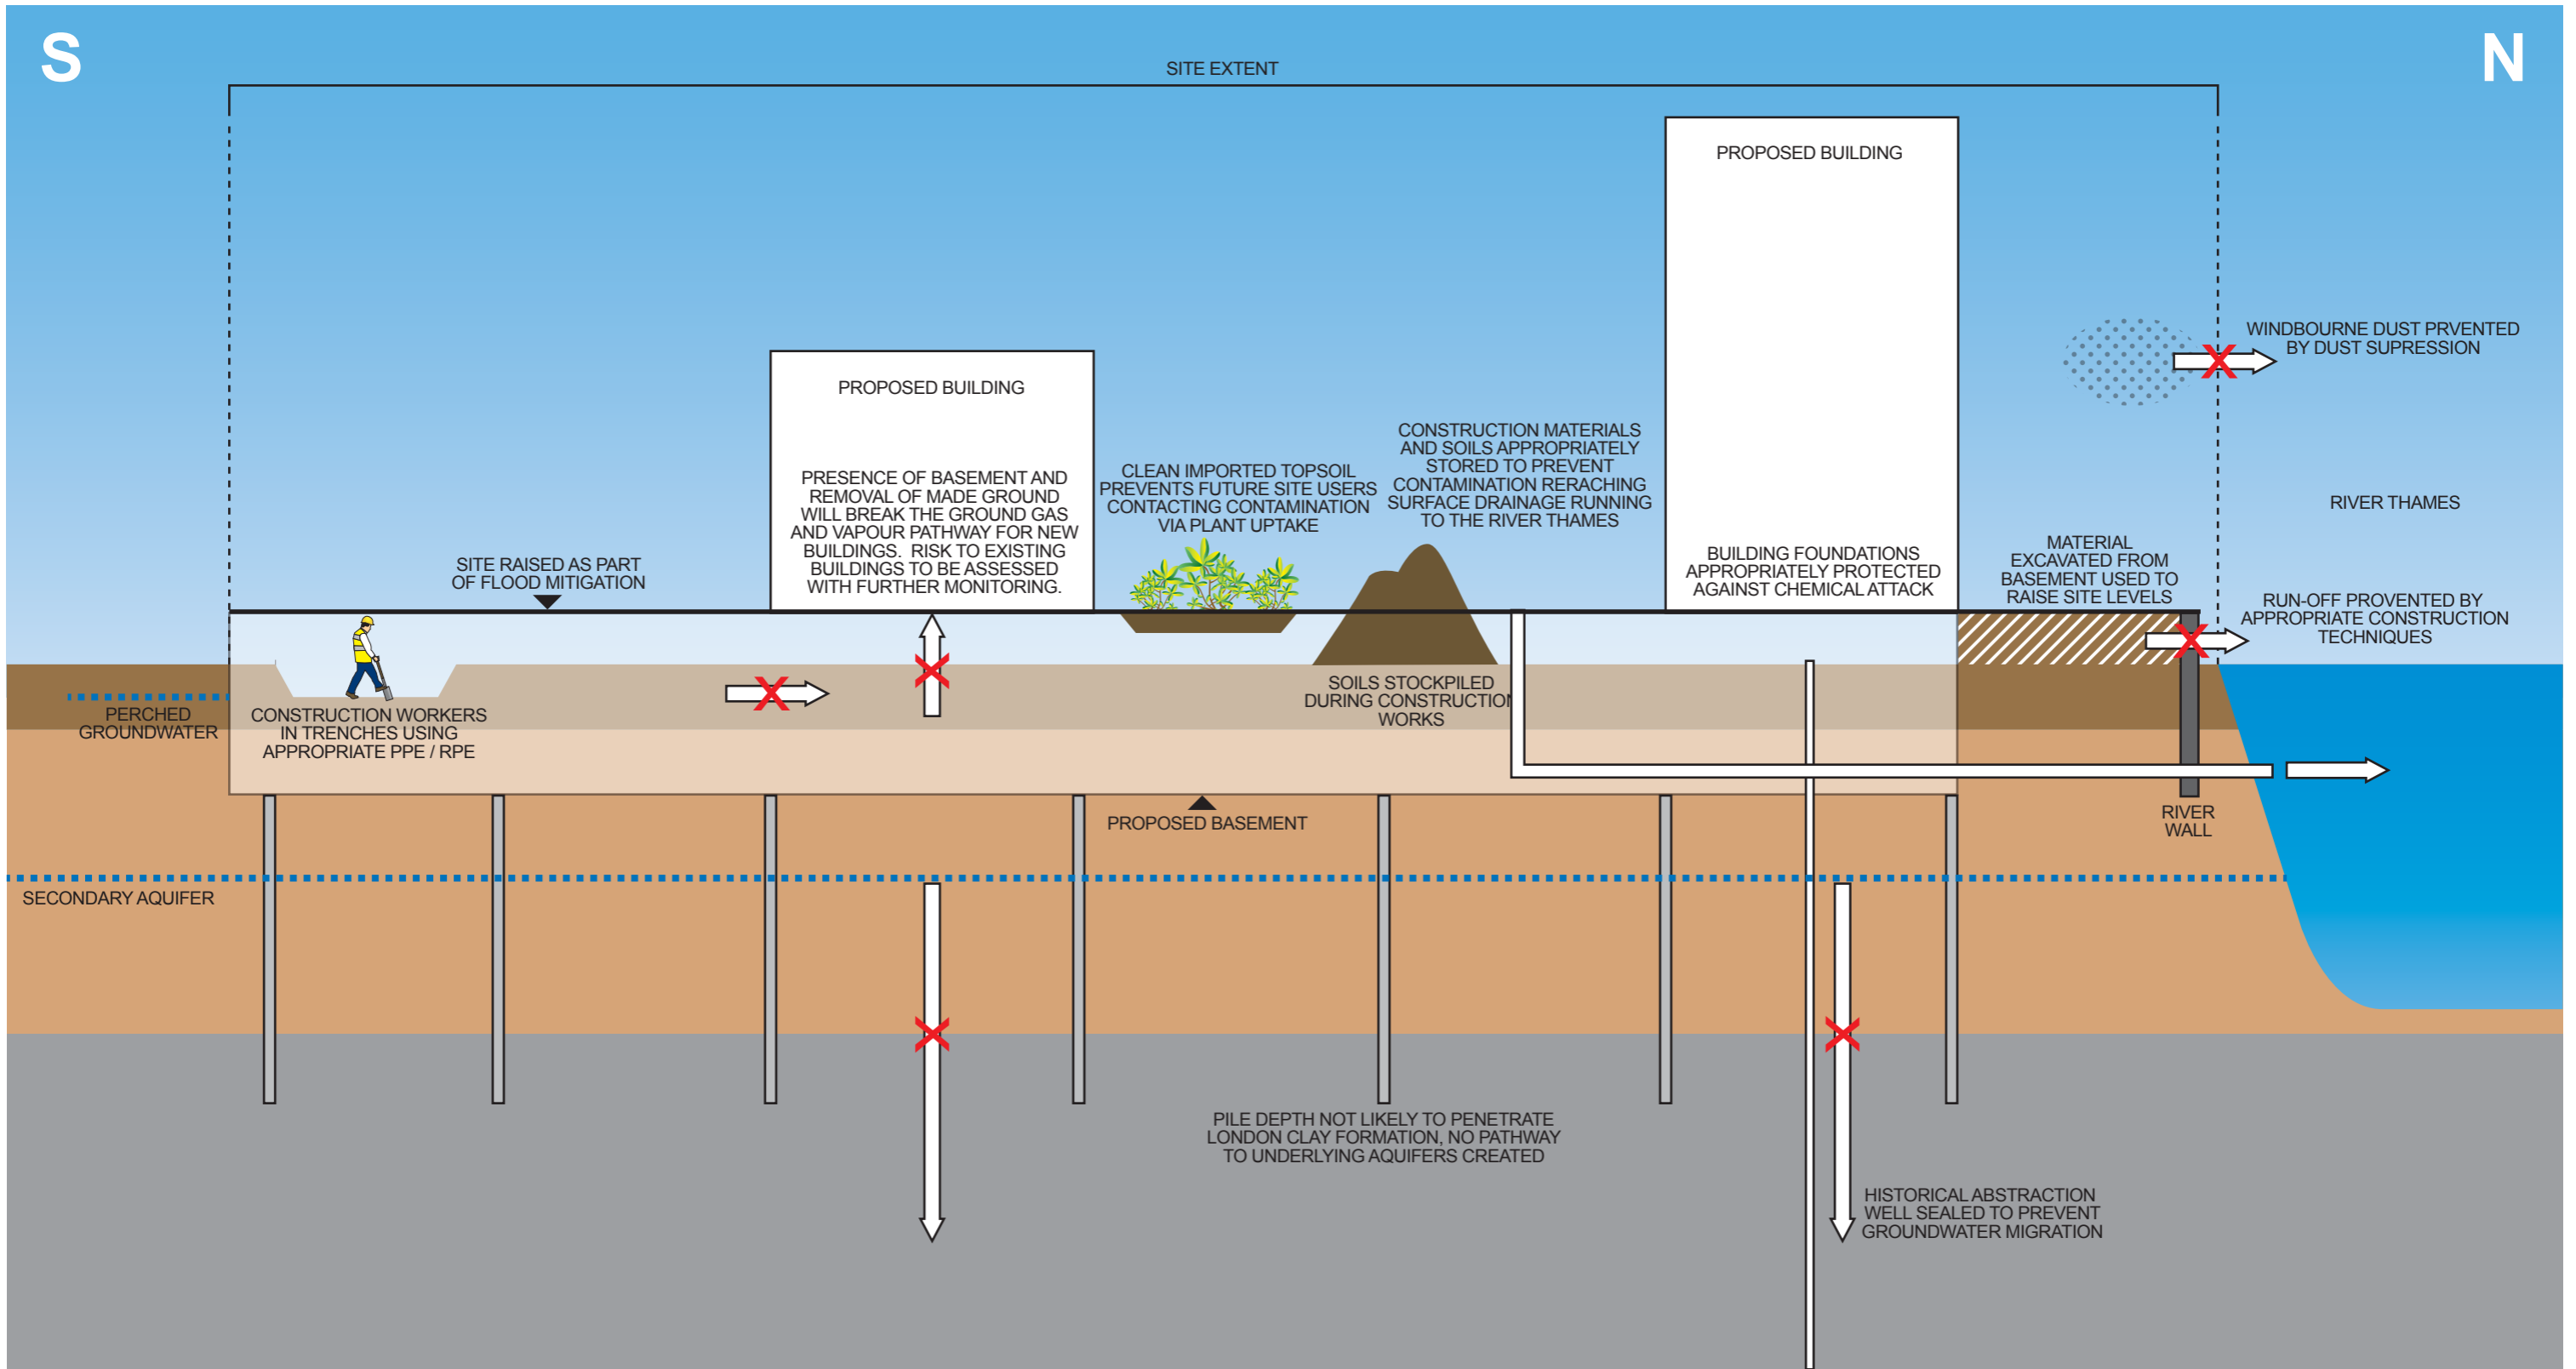 S
N
SITE EXTENT
PROPOSED BUILDING
WINDBOURNE DUST PRVENTED
BY DUST SUPRESSION
PROPOSED BUILDING
PRESENCE OF BASEMENT AND
REMOVAL OF MADE GROUND
WILL BREAK THE GROUND GAS
AND VAPOUR PATHWAY FOR NEW
BUILDINGS. RISK TO EXISTING
BUILDINGS TO BE ASSESSED
WITH FURTHER MONITORING.
CLEAN IMPORTED TOPSOIL
PREVENTS FUTURE SITE USERS
CONTACTING CONTAMINATION
VIA PLANT UPTAKE
CONSTRUCTION MATERIALS
AND SOILS APPROPRIATELY
STORED TO PREVENT
CONTAMINATION RERACHING
SURFACE DRAINAGE RUNNING
TO THE RIVER THAMES
RIVER THAMES
SITE RAISED AS PART
OF FLOOD MITIGATION
BUILDING FOUNDATIONS
APPROPRIATELY PROTECTED
AGAINST CHEMICAL ATTACK
MATERIAL
EXCAVATED FROM
BASEMENT USED TO
RAISE SITE LEVELS
RUN-OFF PROVENTED BY
APPROPRIATE CONSTRUCTION
TECHNIQUES
PERCHED
GROUNDWATER
CONSTRUCTION WORKERS
IN TRENCHES USING
APPROPRIATE PPE / RPE
SOILS STOCKPILED
DURING CONSTRUCTION
WORKS
PROPOSED BASEMENT
RIVER
WALL
SECONDARY AQUIFER
PILE DEPTH NOT LIKELY TO PENETRATE
LONDON CLAY FORMATION, NO PATHWAY
TO UNDERLYING AQUIFERS CREATED
HISTORICAL ABSTRACTION
WELL SEALED TO PREVENT
GROUNDWATER MIGRATION